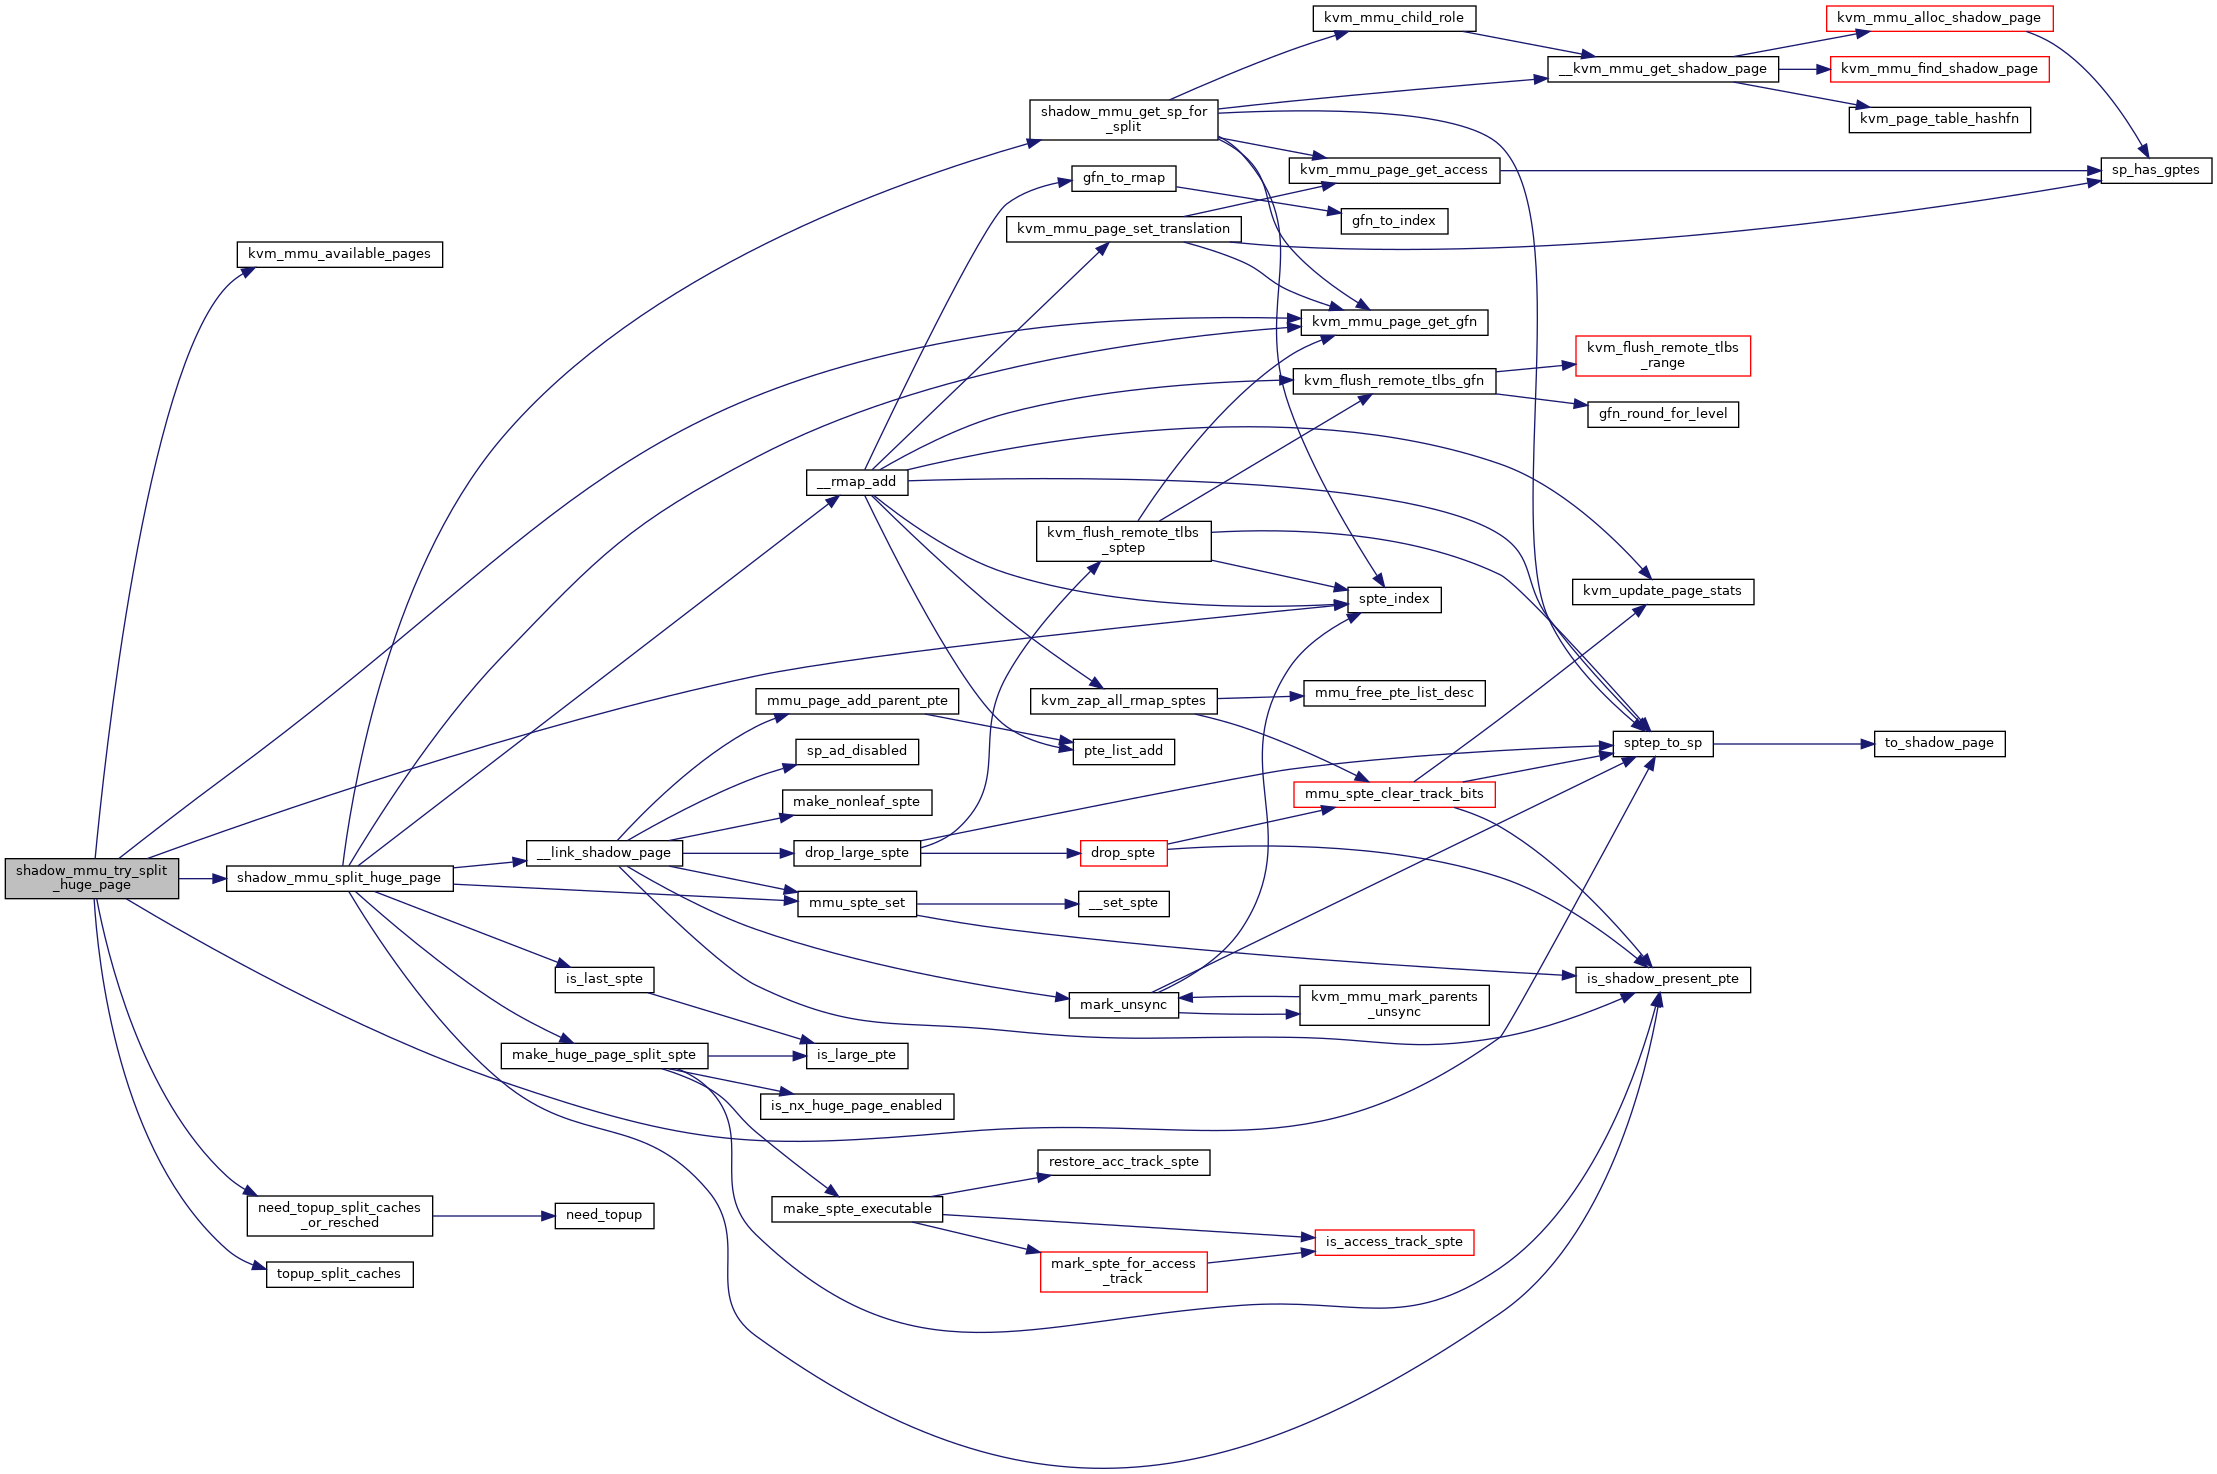 kvm_mmu_child_role
kvm_mmu_alloc_shadow_page
__kvm_mmu_get_shadow_page
kvm_mmu_find_shadow_page
shadow_mmu_get_sp_for
_split
kvm_page_table_hashfn
kvm_mmu_page_get_access
sp_has_gptes
gfn_to_rmap
gfn_to_index
kvm_mmu_page_set_translation
kvm_mmu_available_pages
kvm_mmu_page_get_gfn
kvm_flush_remote_tlbs
_range
kvm_flush_remote_tlbs_gfn
gfn_round_for_level
__rmap_add
kvm_flush_remote_tlbs
_sptep
kvm_update_page_stats
spte_index
mmu_page_add_parent_pte
kvm_zap_all_rmap_sptes
mmu_free_pte_list_desc
sp_ad_disabled
pte_list_add
sptep_to_sp
to_shadow_page
make_nonleaf_spte
mmu_spte_clear_track_bits
__link_shadow_page
drop_large_spte
drop_spte
shadow_mmu_try_split
_huge_page
shadow_mmu_split_huge_page
mmu_spte_set
__set_spte
is_last_spte
is_shadow_present_pte
mark_unsync
kvm_mmu_mark_parents
_unsync
make_huge_page_split_spte
is_large_pte
is_nx_huge_page_enabled
restore_acc_track_spte
need_topup_split_caches
_or_resched
need_topup
make_spte_executable
is_access_track_spte
mark_spte_for_access
_track
topup_split_caches